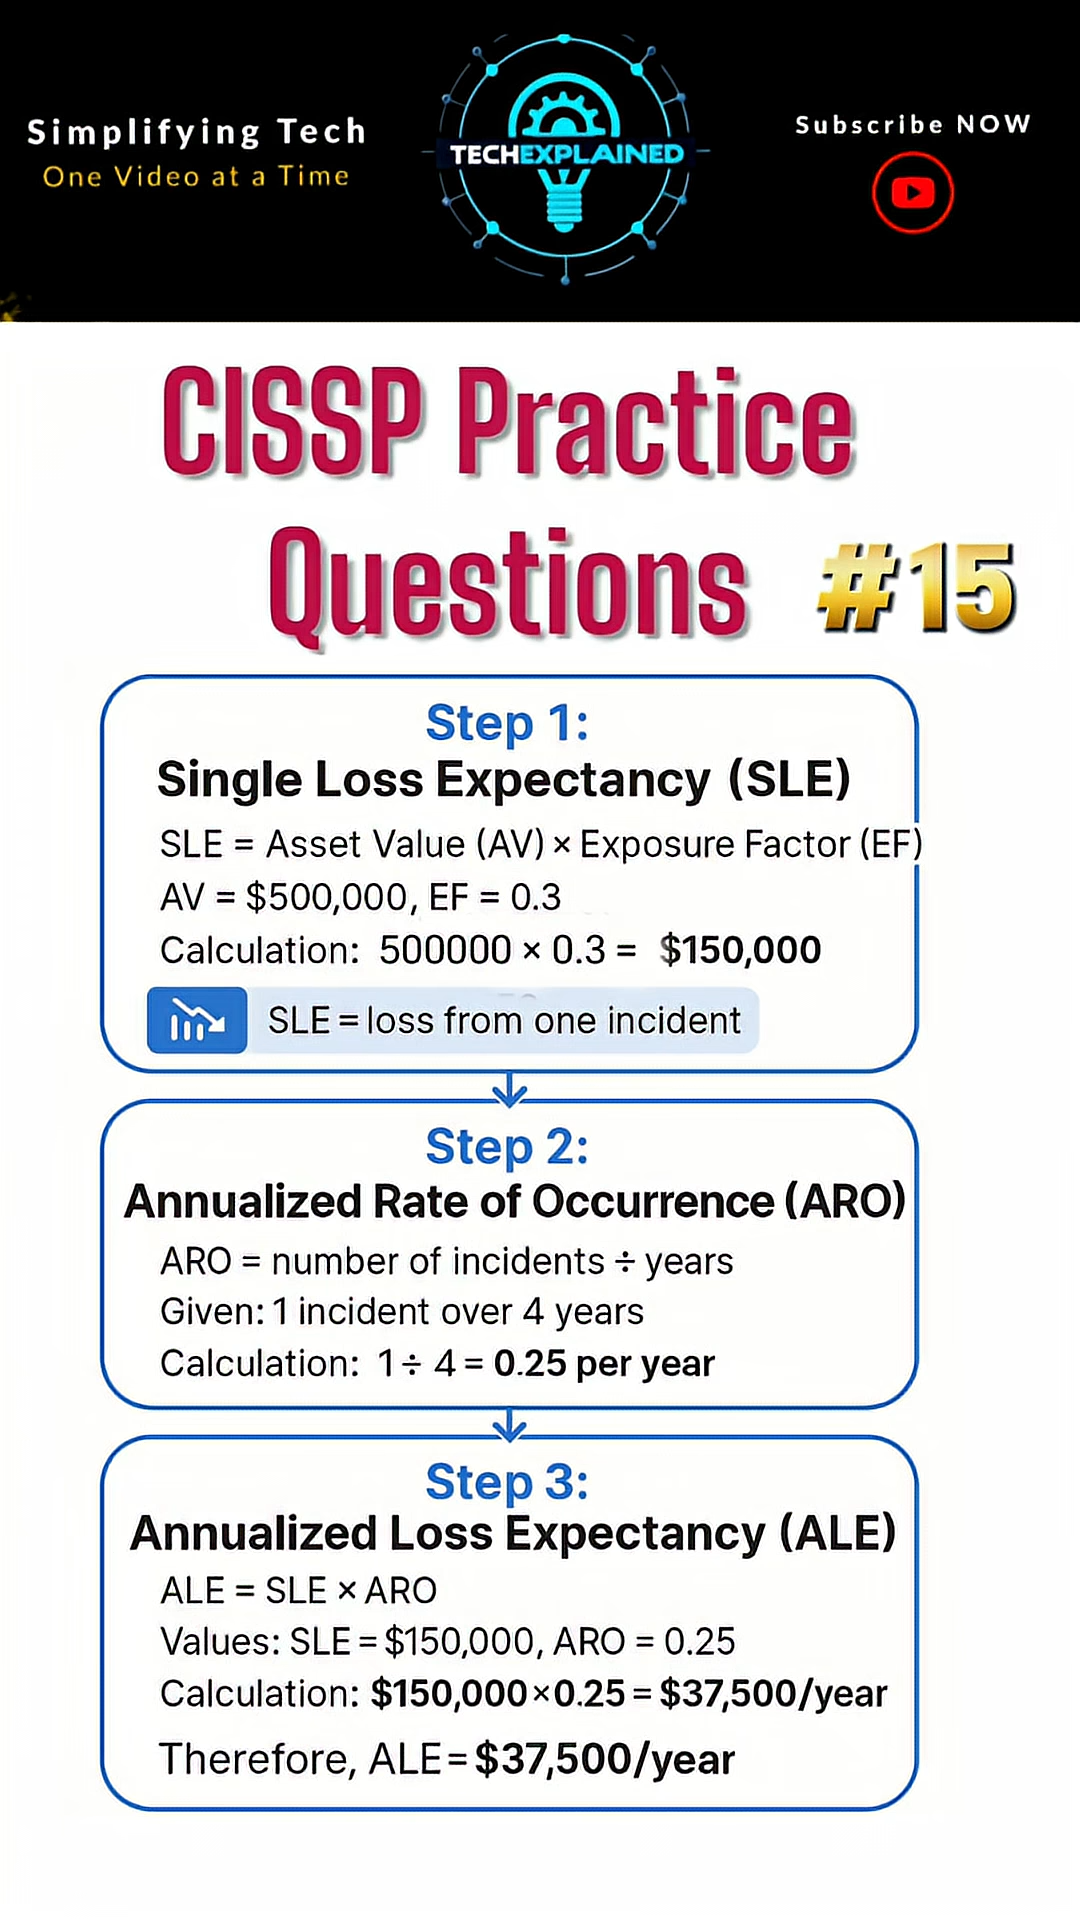 Simplifying Tech
One Video at a Time
TECHEXPLAINED
Subscribe NOW
CISSP Practice
Questions #15
Step 1:
Single Loss Expectancy (SLE)
SLE = Asset Value (AV) × Exposure Factor (EF)
AV = $500,000, EF = 0.3
Calculation: 500000 × 0.3 = $150,000
SLE = loss from one incident
Step 2:
Annualized Rate of Occurrence (ARO)
ARO = number of incidents ÷ years
Given: 1 incident over 4 years
Calculation: 1 ÷ 4 = 0.25 per year
Step 3:
Annualized Loss Expectancy (ALE)
ALE = SLE × ARO
Values: SLE = $150,000, ARO = 0.25
Calculation: $150,000 × 0.25 = $37,500/year
Therefore, ALE = $37,500/year